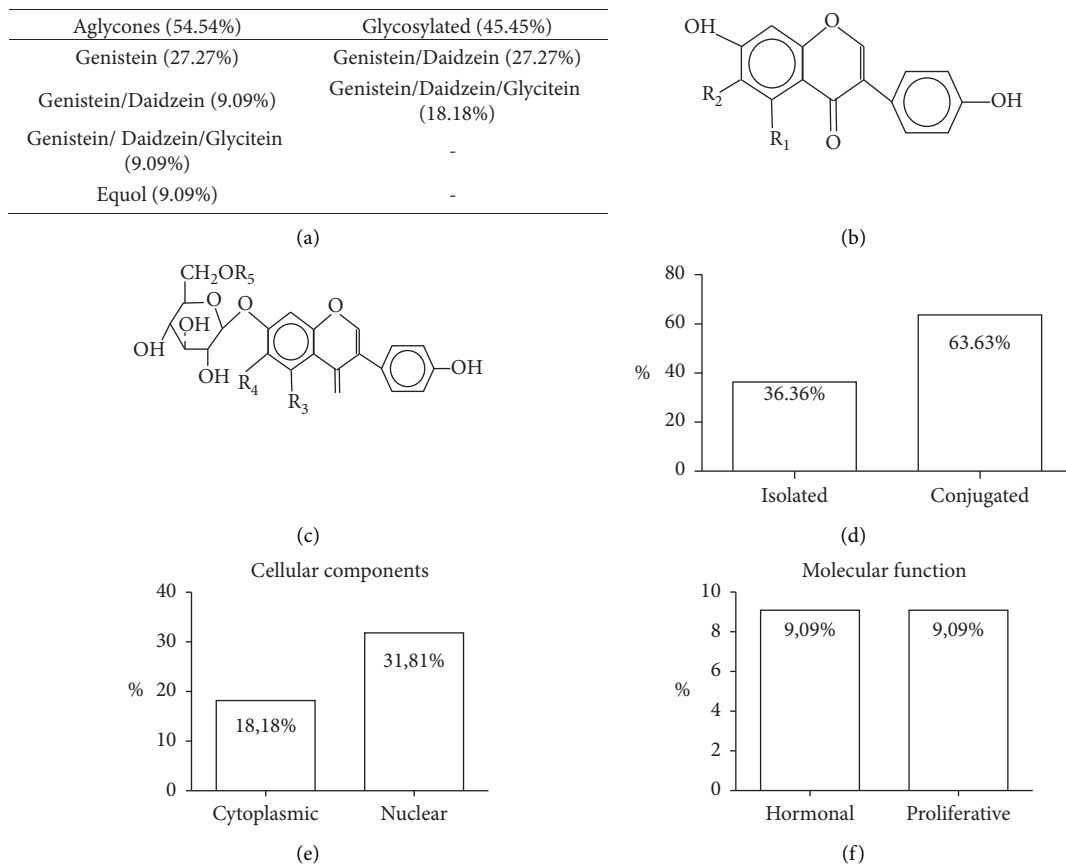 Aglycones (54.54%) Glycosylated (45.45%)
Genistein (27.27%) Genistein/Daidzein (27.27%)
Genistein/Daidzein (9.09%) Genistein/Daidzein/Glycitein
(18.18%)
Genistein/ Daidzein/Glycitein
(9.09%) -
Equol (9.09%) -
(a)
OH
O
R2
R1
O
OH
(b)
CH2OR5
O
O
O
OH
OH
OH
R4
R3
OH
(c)
80
60
40
20
0
%
36.36%
63.63%
Isolated Conjugated
(d)
Cellular components
40
30
20
10
0
%
18,18%
31,81%
Cytoplasmic Nuclear
(e)
Molecular function
10
8
6
4
2
0
%
9,09%
9,09%
Hormonal Proliferative
(f)